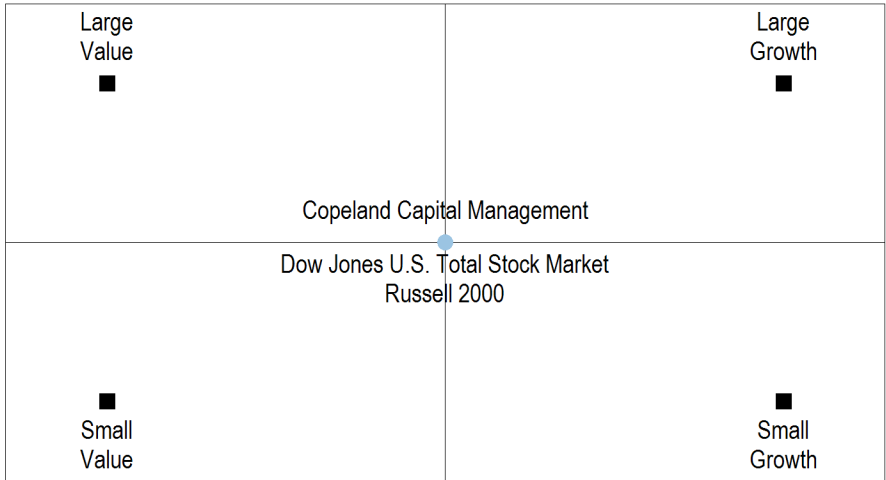 Large
Value
Large
Growth
Copeland Capital Management
Dow Jones U.S. Total Stock Market
Russell 2000
Small
Value
Small
Growth